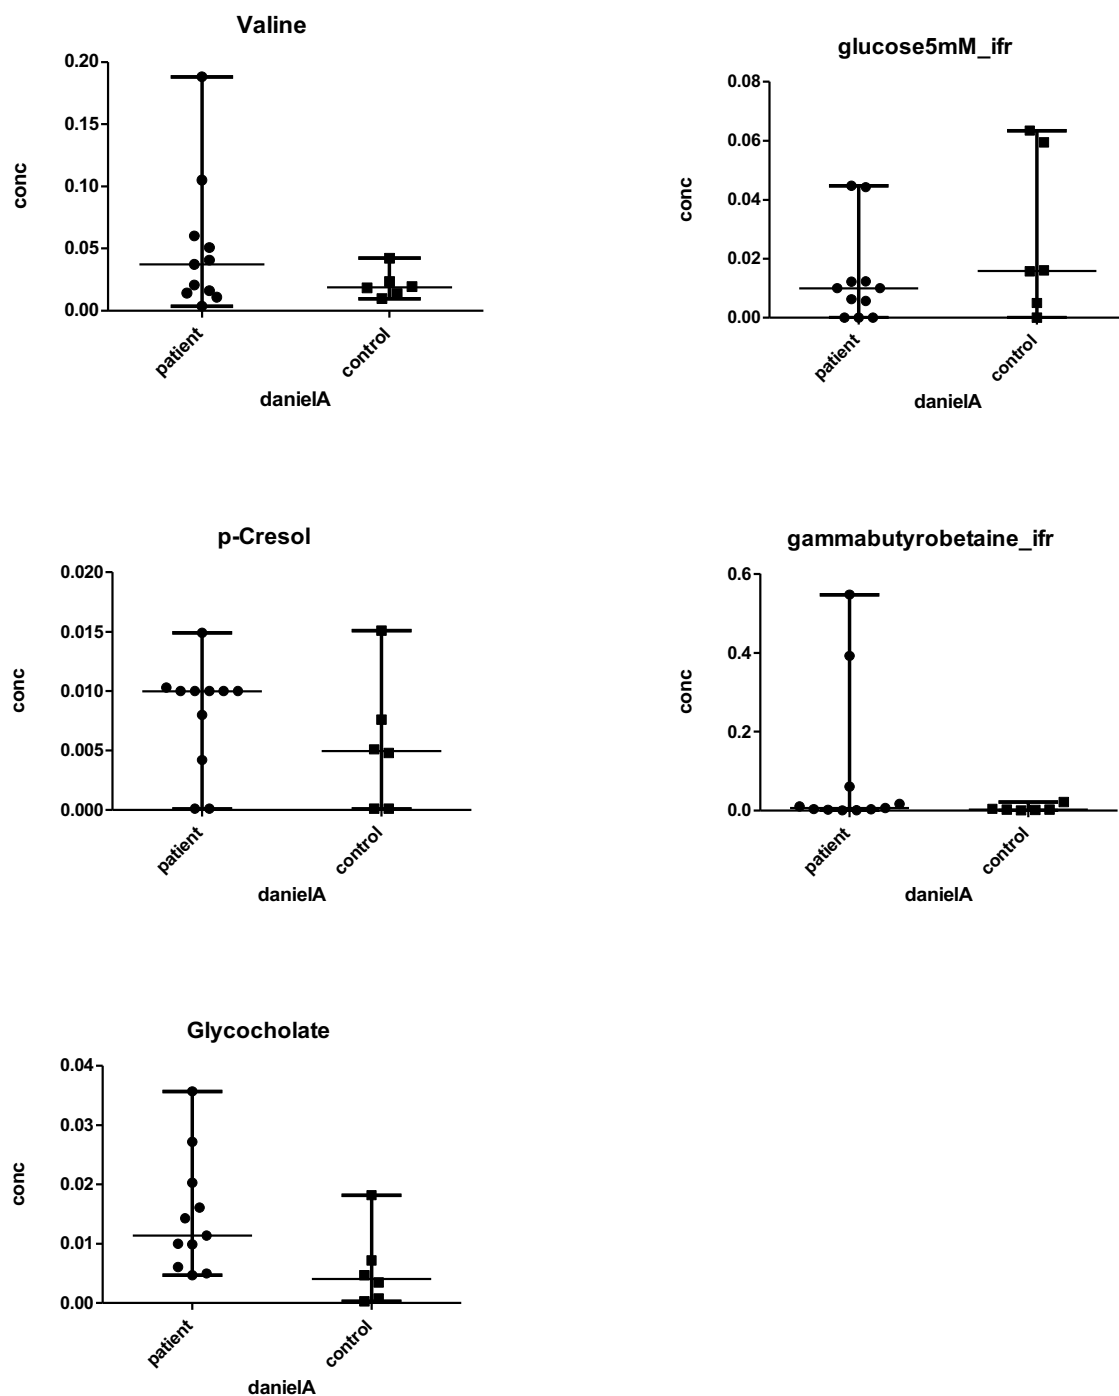 Valine
0.20
0.15
0.10
0.05
0.00
conc
patient
control
danielA
glucose5mM_ifr
0.08
0.06
0.04
0.02
0.00
conc
patient
control
danielA
p-Cresol
0.020
0.015
0.010
0.005
0.000
conc
patient
control
danielA
gammabutyrobetaine_ifr
0.6
0.4
0.2
0.0
conc
patient
control
danielA
Glycocholate
0.04
0.03
0.02
0.01
0.00
conc
patient
control
danielA